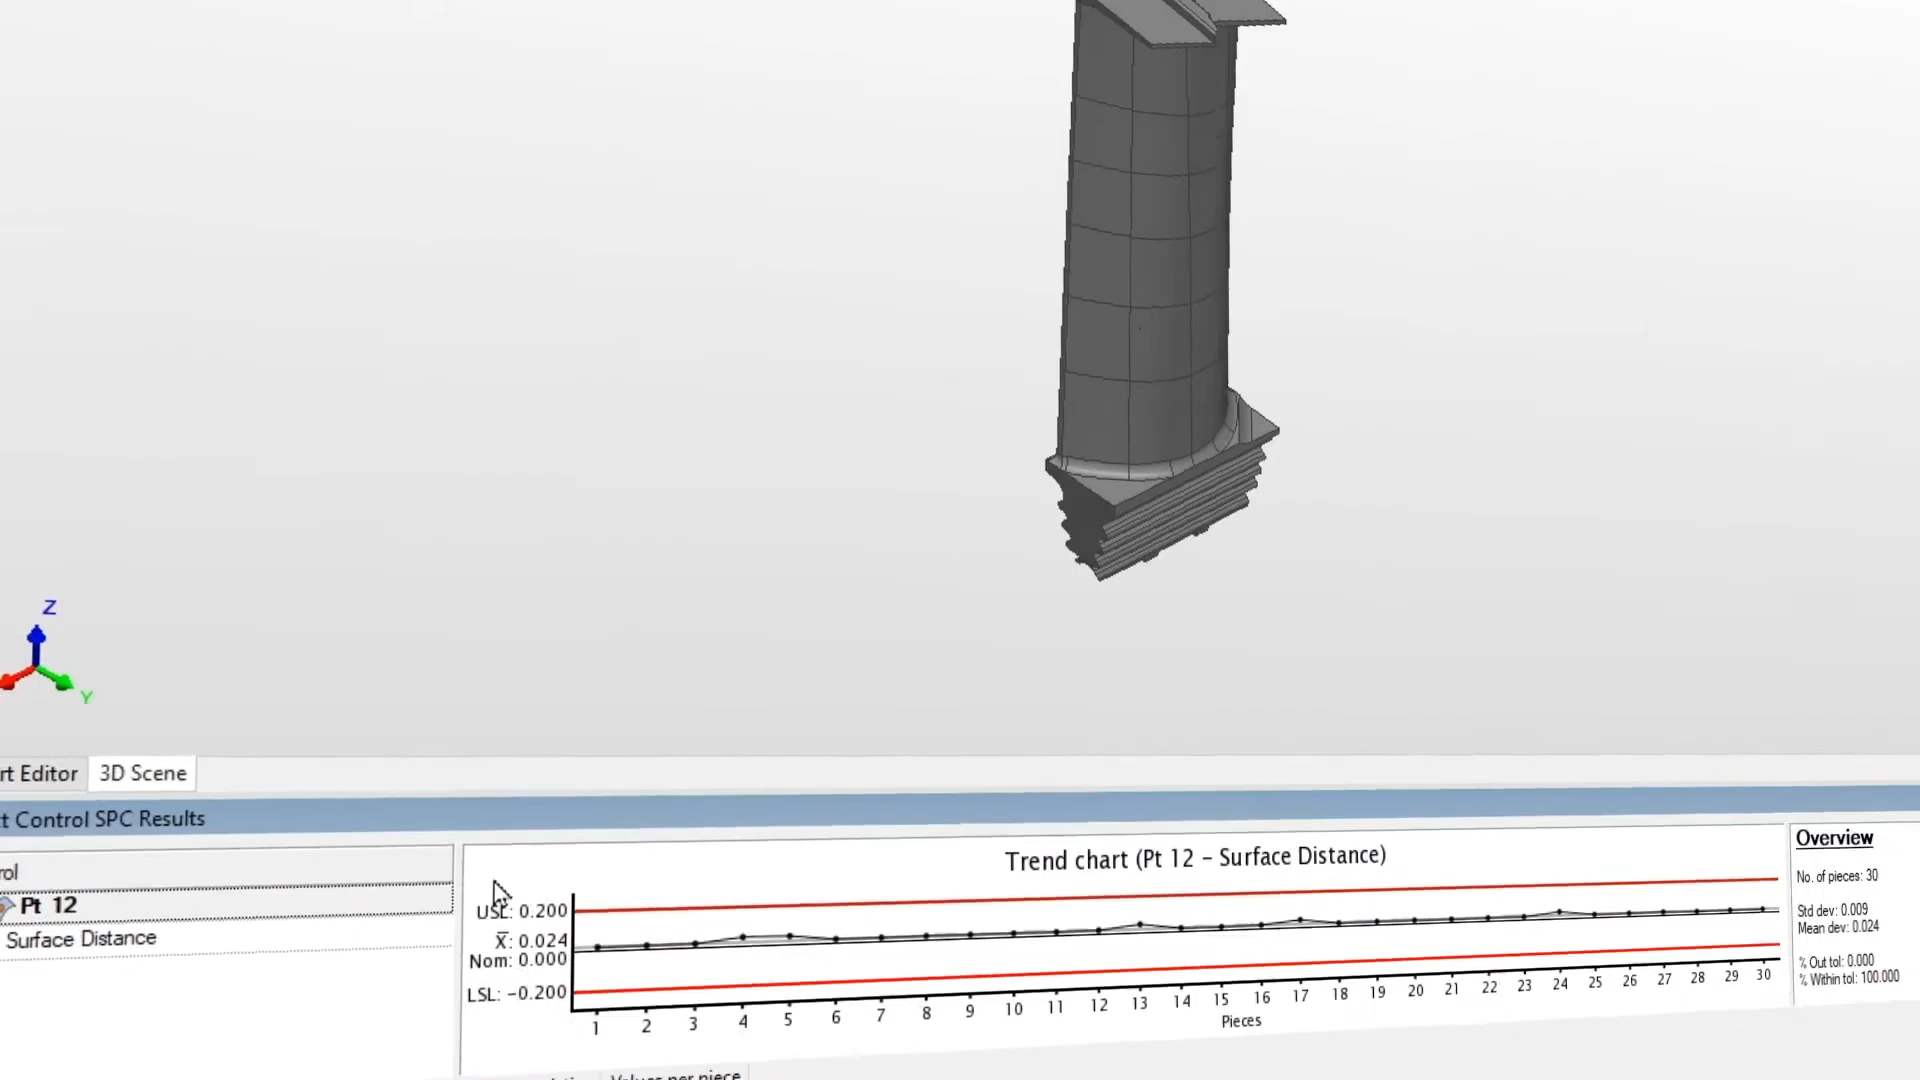 Z
Y
rt Editor
3D Scene
t Control SPC Results
rol
Pt 12
Surface Distance
Trend chart (Pt 12 - Surface Distance)
USL: 0.200
X̅: 0.024
Nom: 0.000
LSL: -0.200
1 2 3 4 5 6 7 8 9 10 11 12 13 14 15 16 17 18 19 20 21 22 23 24 25 26 27 28 29 30
Pieces
Overview
No. of pieces: 30
Std dev: 0.009
Mean dev: 0.024
% Out tol: 0.000
% Within tol: 100.000
Values per piece